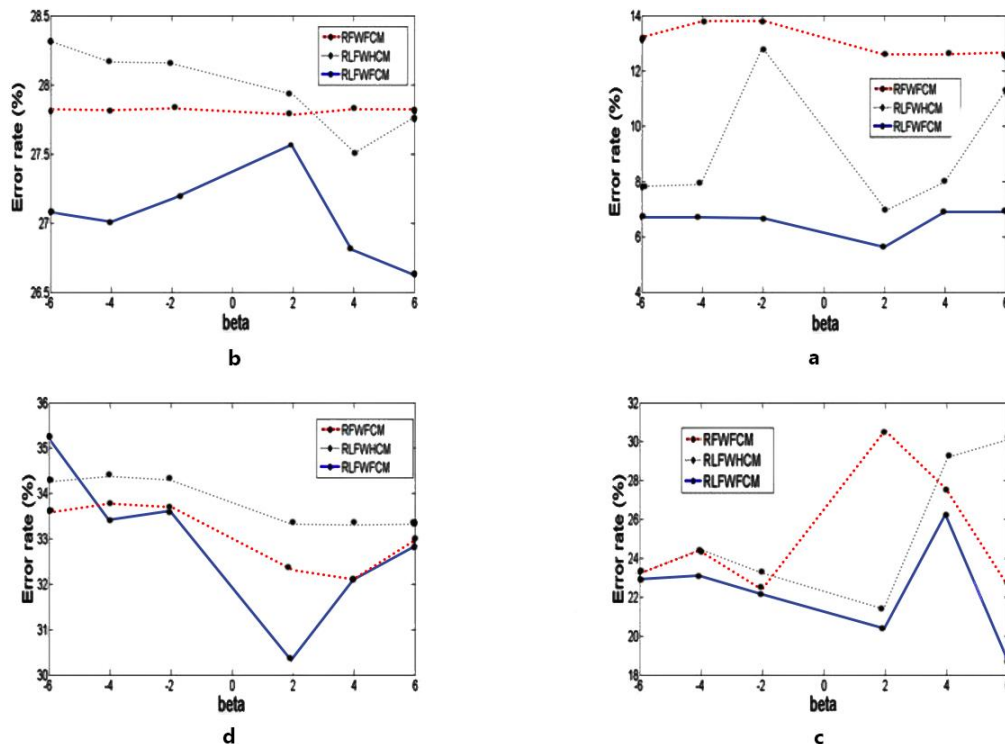 28.5
28
27.5
27
26.5
Error rate (%)
RFWFCM
RLFWHCM
RLFWFCM
-6 -4 -2 0 2 4 6
beta
b
14
12
10
8
6
4
Error rate (%)
RFWFCM
RLFWHCM
RLFWFCM
-6 -4 -2 0 2 4 6
beta
a
36
35
34
33
32
31
30
Error rate (%)
RFWFCM
RLFWHCM
RLFWFCM
-6 -4 -2 0 2 4 6
beta
d
32
30
28
26
24
22
20
18
Error rate (%)
RFWFCM
RLFWHCM
RLFWFCM
-6 -4 -2 0 2 4 6
beta
c